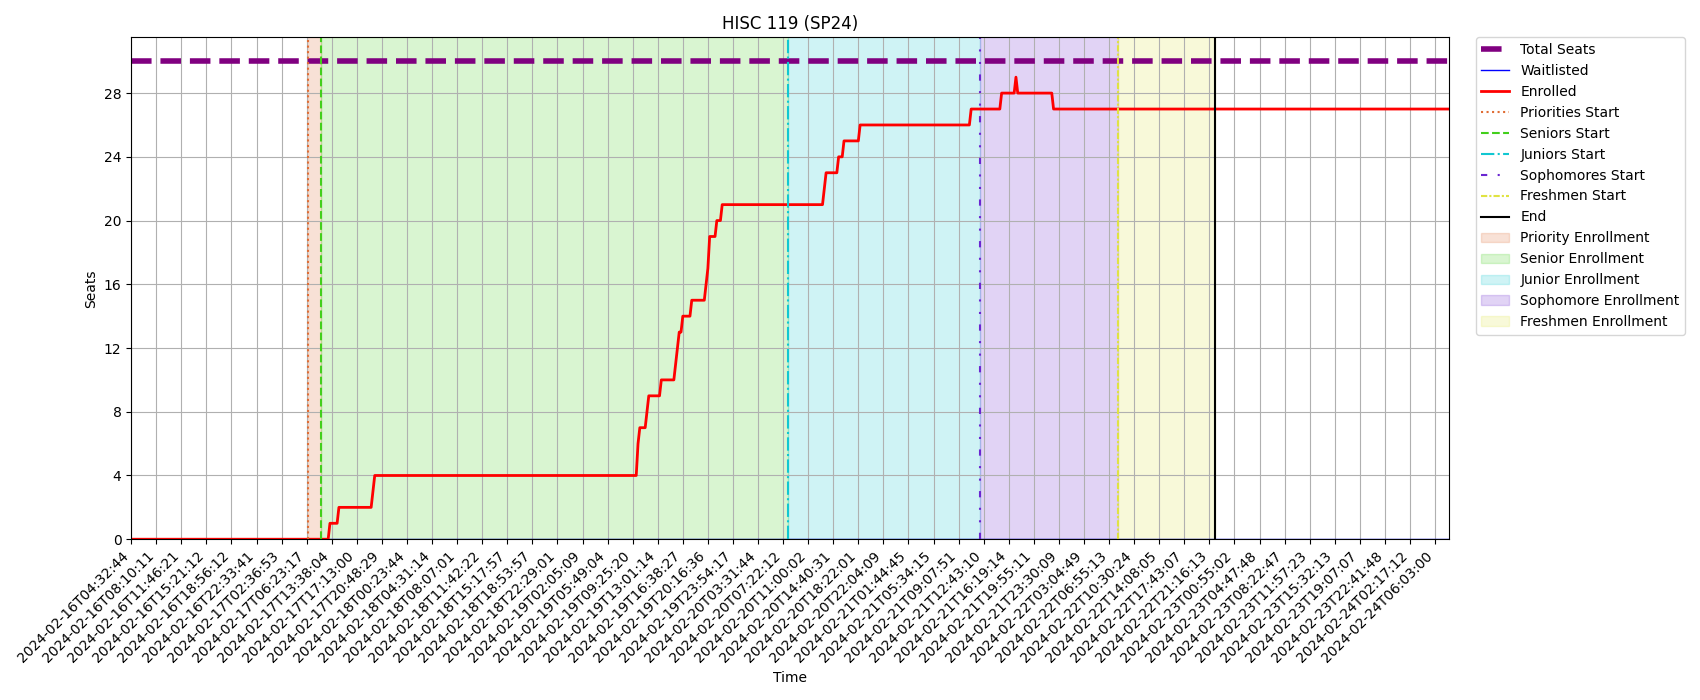 HISC 119 (SP24)
Total Seats
Waitlisted
Enrolled
Priorities Start
Seniors Start
Juniors Start
Sophomores Start
Freshmen Start
End
Priority Enrollment
Senior Enrollment
Junior Enrollment
Sophomore Enrollment
Freshmen Enrollment
Seats
28
24
20
16
12
8
4
0
2024-02-16T04:32:44
2024-02-16T08:10:11
2024-02-16T11:46:21
2024-02-16T15:21:12
2024-02-16T18:56:12
2024-02-16T22:33:41
2024-02-17T02:36:53
2024-02-17T06:23:17
2024-02-17T13:38:04
2024-02-17T17:13:00
2024-02-17T20:48:29
2024-02-18T00:23:44
2024-02-18T04:31:14
2024-02-18T08:07:01
2024-02-18T11:42:22
2024-02-18T15:17:57
2024-02-18T18:53:57
2024-02-18T22:29:01
2024-02-19T02:05:09
2024-02-19T05:49:04
2024-02-19T09:25:20
2024-02-19T13:01:14
2024-02-19T16:38:27
2024-02-19T20:16:36
2024-02-19T23:54:17
2024-02-20T03:31:44
2024-02-20T07:22:12
2024-02-20T11:00:02
2024-02-20T14:40:31
2024-02-20T18:22:01
2024-02-20T22:04:09
2024-02-21T01:44:45
2024-02-21T05:34:15
2024-02-21T09:07:51
2024-02-21T12:43:10
2024-02-21T16:19:14
2024-02-21T19:55:11
2024-02-21T23:30:09
2024-02-22T03:04:49
2024-02-22T06:55:13
2024-02-22T10:30:24
2024-02-22T14:08:05
2024-02-22T17:43:07
2024-02-22T21:16:13
2024-02-23T00:55:02
2024-02-23T04:47:48
2024-02-23T08:22:47
2024-02-23T11:57:23
2024-02-23T15:32:13
2024-02-23T19:07:07
2024-02-23T22:41:48
2024-02-24T02:17:12
2024-02-24T06:03:00
Time